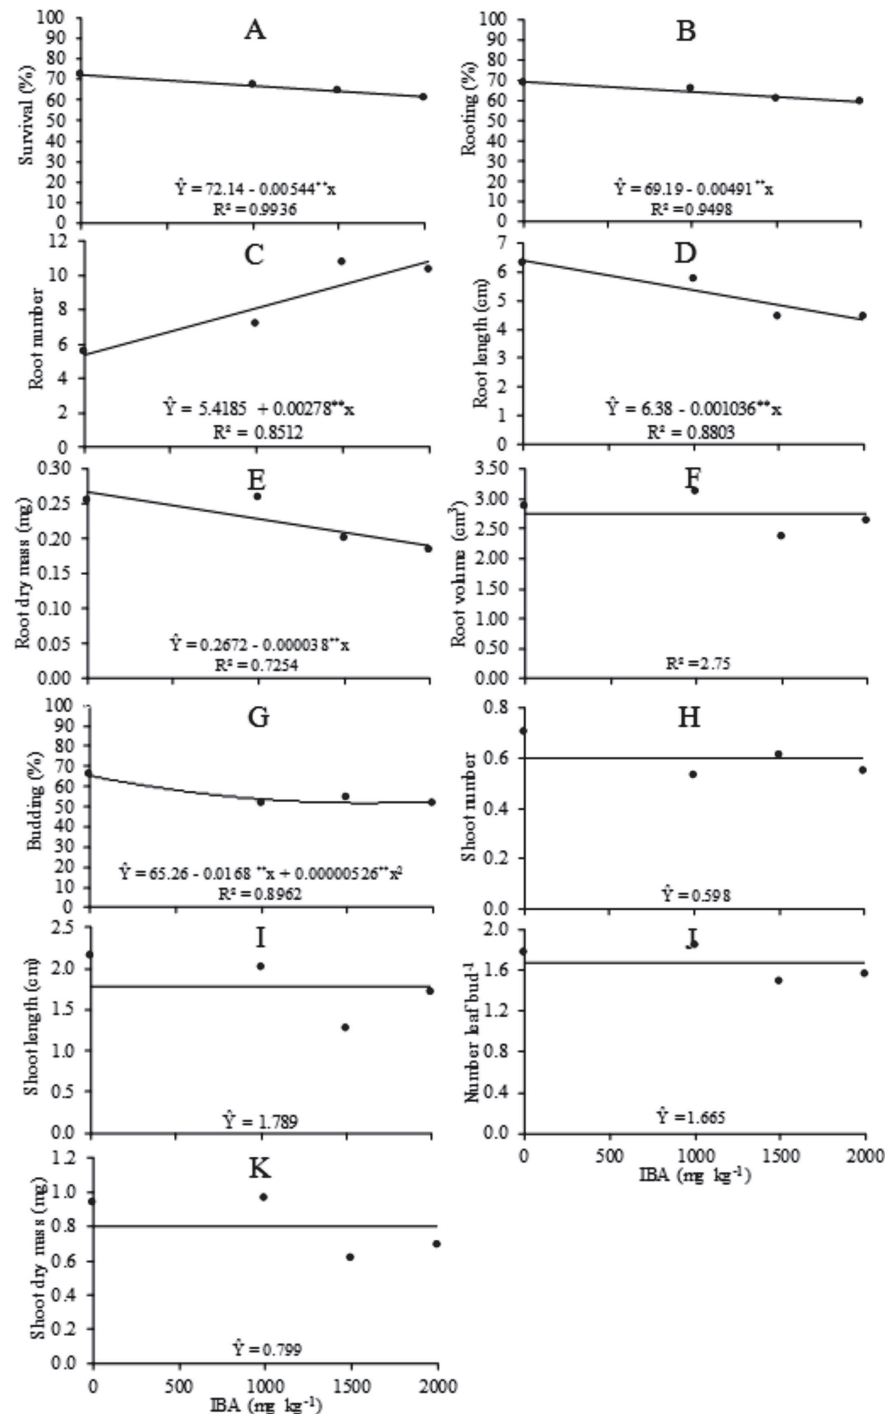 A
Survival (%)
100
90
80
70
60
50
40
30
20
10
0
Ŷ = 72.14 - 0.00544**x
R² = 0.9936
B
Rooting (%)
100
90
80
70
60
50
40
30
20
10
0
Ŷ = 69.19 - 0.00491**x
R² = 0.9498
C
Root number
12
10
8
6
4
2
0
Ŷ = 5.4185 + 0.00278**x
R² = 0.8512
D
Root length (cm)
7
6
5
4
3
2
1
0
Ŷ = 6.38 - 0.001036**x
R² = 0.8803
E
Root dry mass (mg)
0.30
0.25
0.20
0.15
0.10
0.05
0.00
Ŷ = 0.2672 - 0.000038**x
R² = 0.7254
F
Root volume (cm³)
3.50
3.00
2.50
2.00
1.50
1.00
0.50
0.00
R² = 2.75
G
Budding (%)
100
90
80
70
60
50
40
30
20
10
0
Ŷ = 65.26 - 0.0168 **x + 0.00000526**x²
R² = 0.8962
H
Shoot number
0.8
0.6
0.4
0.2
0.0
Ŷ = 0.598
I
Shoot length (cm)
2.5
2.0
1.5
1.0
0.5
0.0
Ŷ = 1.789
J
Number leaf bud⁻¹
2.0
1.6
1.2
0.8
0.4
0.0
Ŷ = 1.665
0 500 1000 1500 2000
IBA (mg kg⁻¹)
K
Shoot dry mass (mg)
1.2
1.0
0.8
0.6
0.4
0.2
0.0
Ŷ = 0.799
0 500 1000 1500 2000
IBA (mg kg⁻¹)